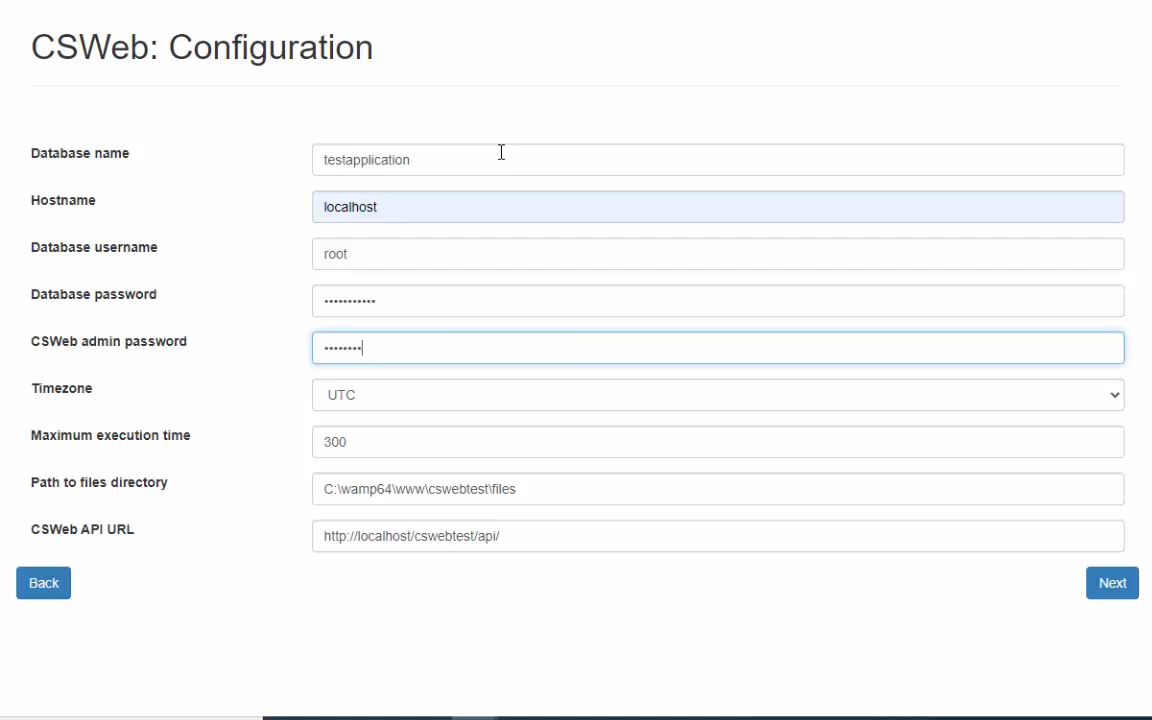 CSWeb: Configuration
Database name
testapplication
Hostname
localhost
Database username
root
Database password
•••••••••••
CSWeb admin password
••••••••
Timezone
UTC
Maximum execution time
300
Path to files directory
C:\wamp64\www\cswebtest\files
CSWeb API URL
http://localhost/cswebtest/api/
Back
Next